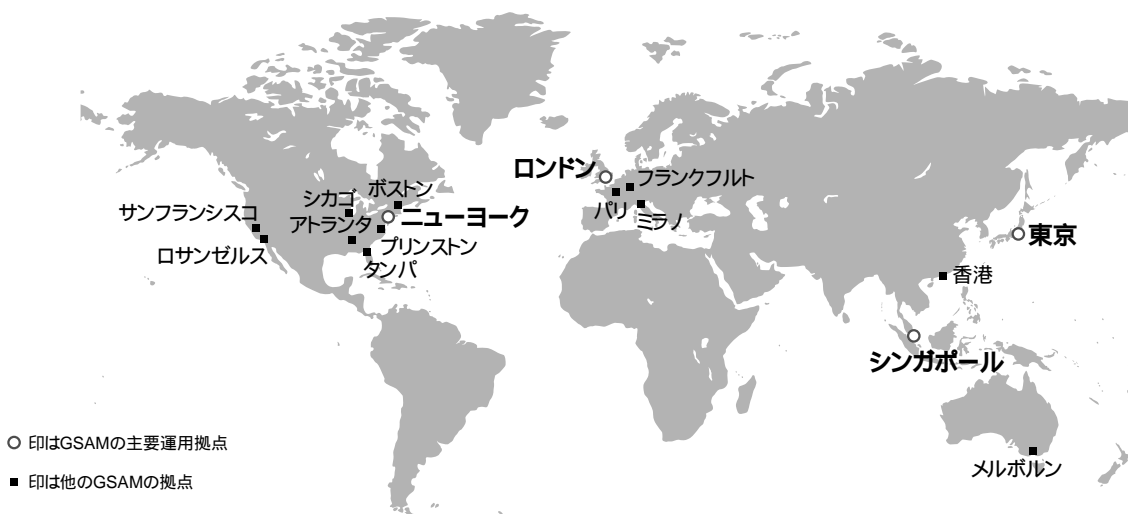 ロンドン
フランクフルト
パリ
ミラノ
シカゴ
ボストン
サンフランシスコ
アトランタ
ニューヨーク
ロサンゼルス
プリンストン
タンパ
東京
香港
シンガポール
メルボルン
○ 印はGSAMの主要運用拠点
■ 印は他のGSAMの拠点